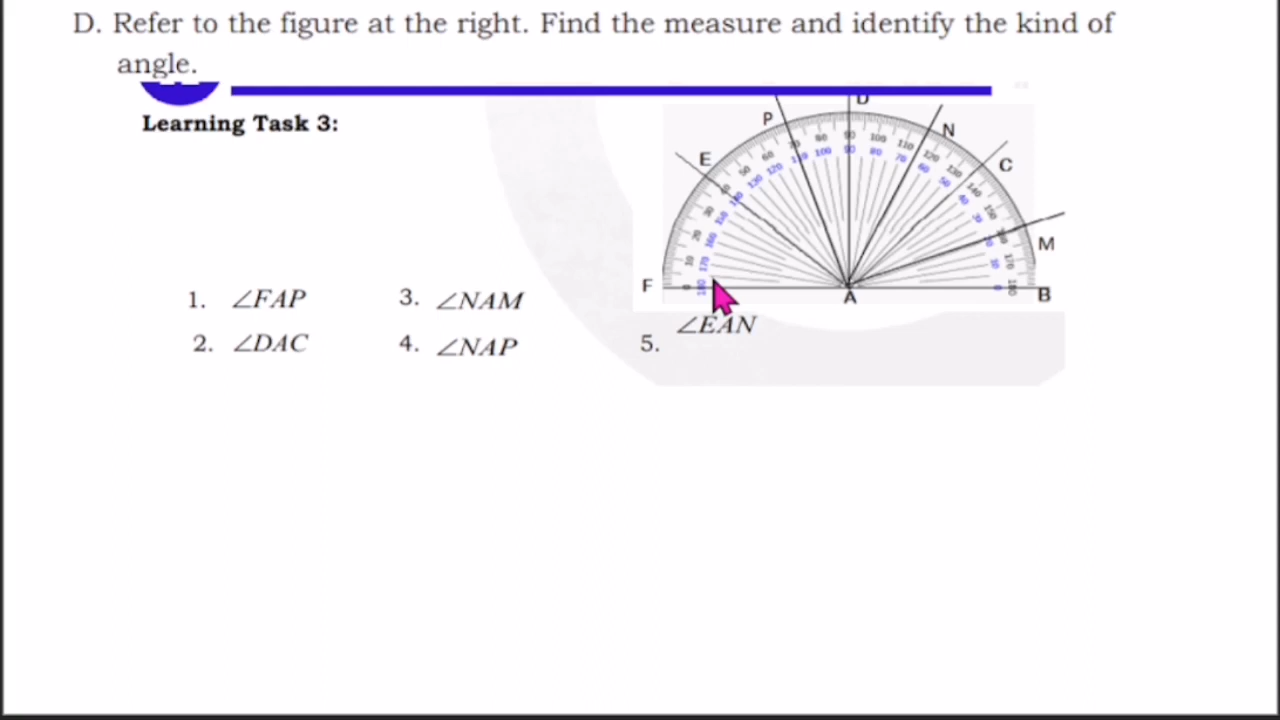 D. Refer to the figure at the right. Find the measure and identify the kind of
angle.
Learning Task 3:
P D N
E C
M
F A B
1. ∠FAP 3. ∠NAM
∠EAN
2. ∠DAC 4. ∠NAP 5.